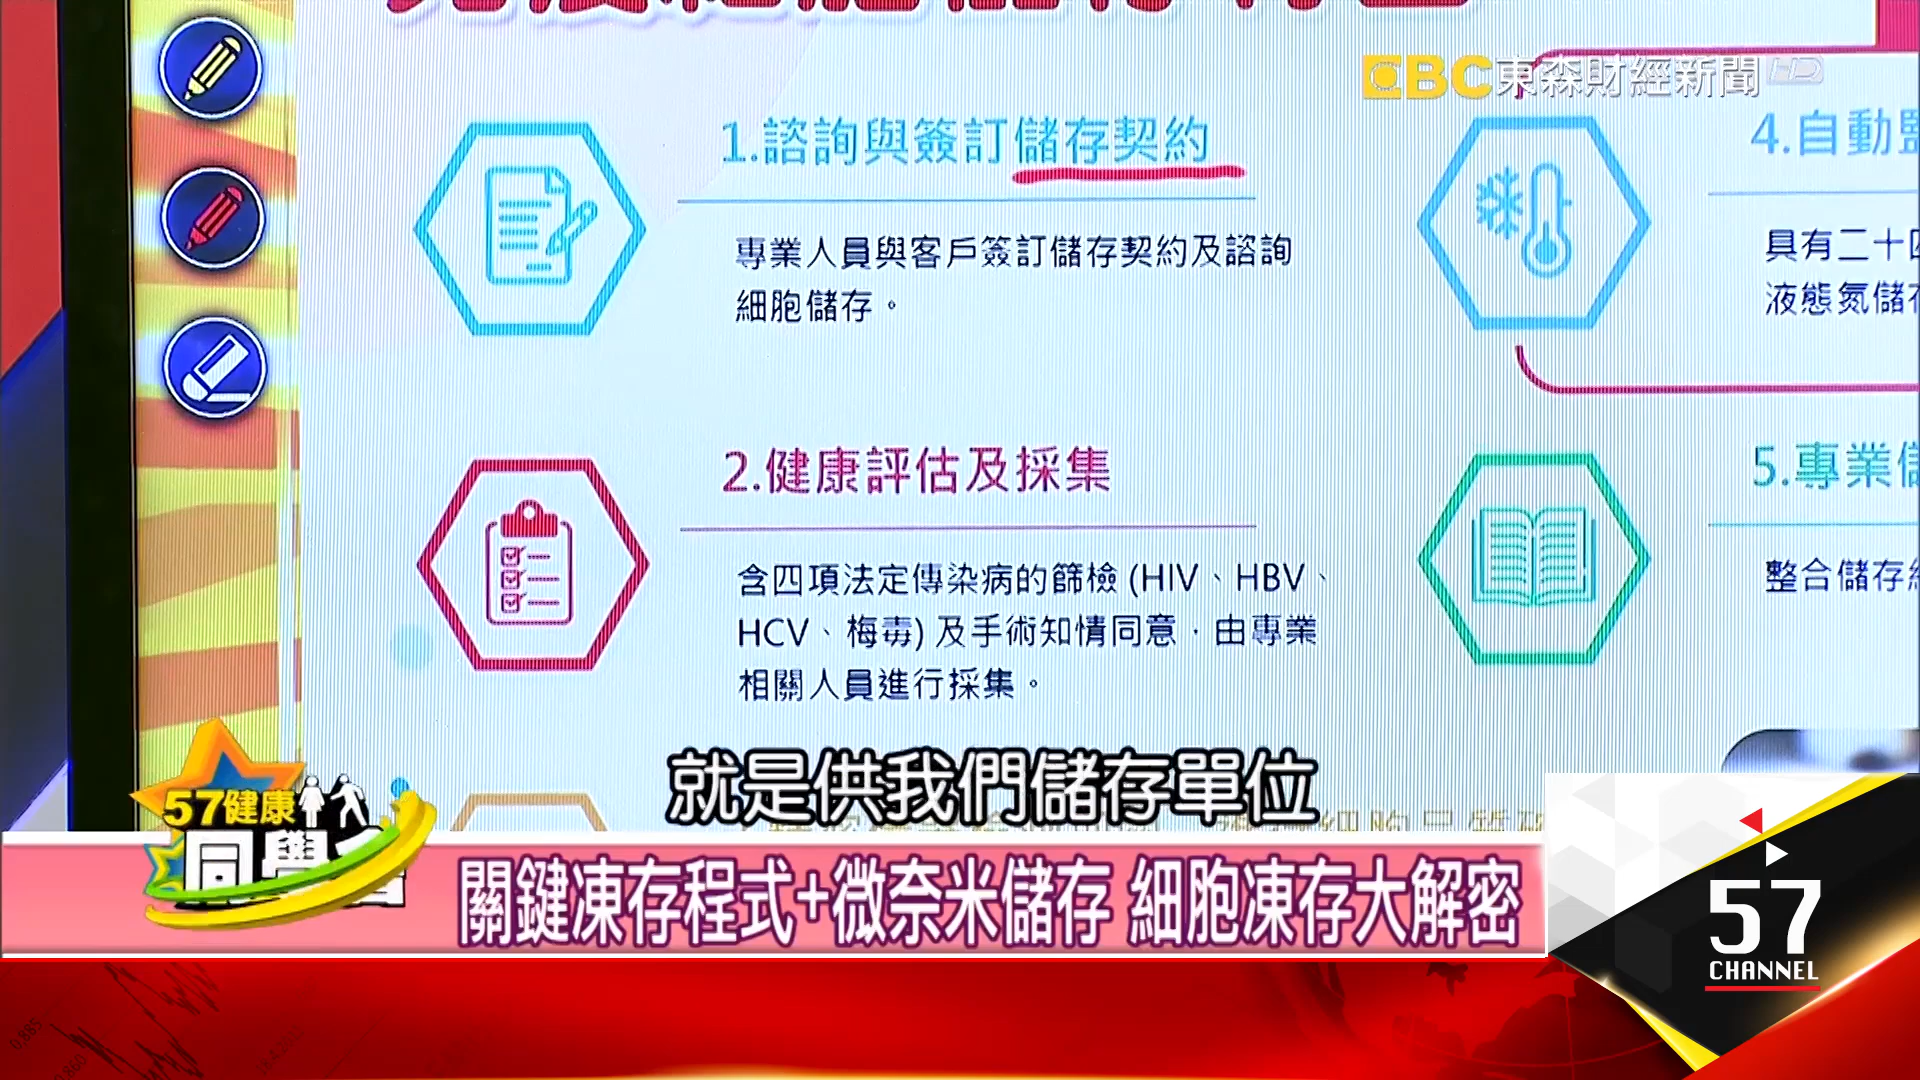 EBC東森財經新聞 HD
1.諮詢與簽訂儲存契約
專業人員與客戶簽訂儲存契約及諮詢
細胞儲存。
4.自動
具有二十
液態氮儲
2.健康評估及採集
含四項法定傳染病的篩檢 (HIV、HBV、
HCV、梅毒) 及手術知情同意，由專業
相關人員進行採集。
5.專業
整合儲存
就是供我們儲存單位
57健康
同學會
關鍵凍存程式+微奈米儲存 細胞凍存大解密
57
CHANNEL